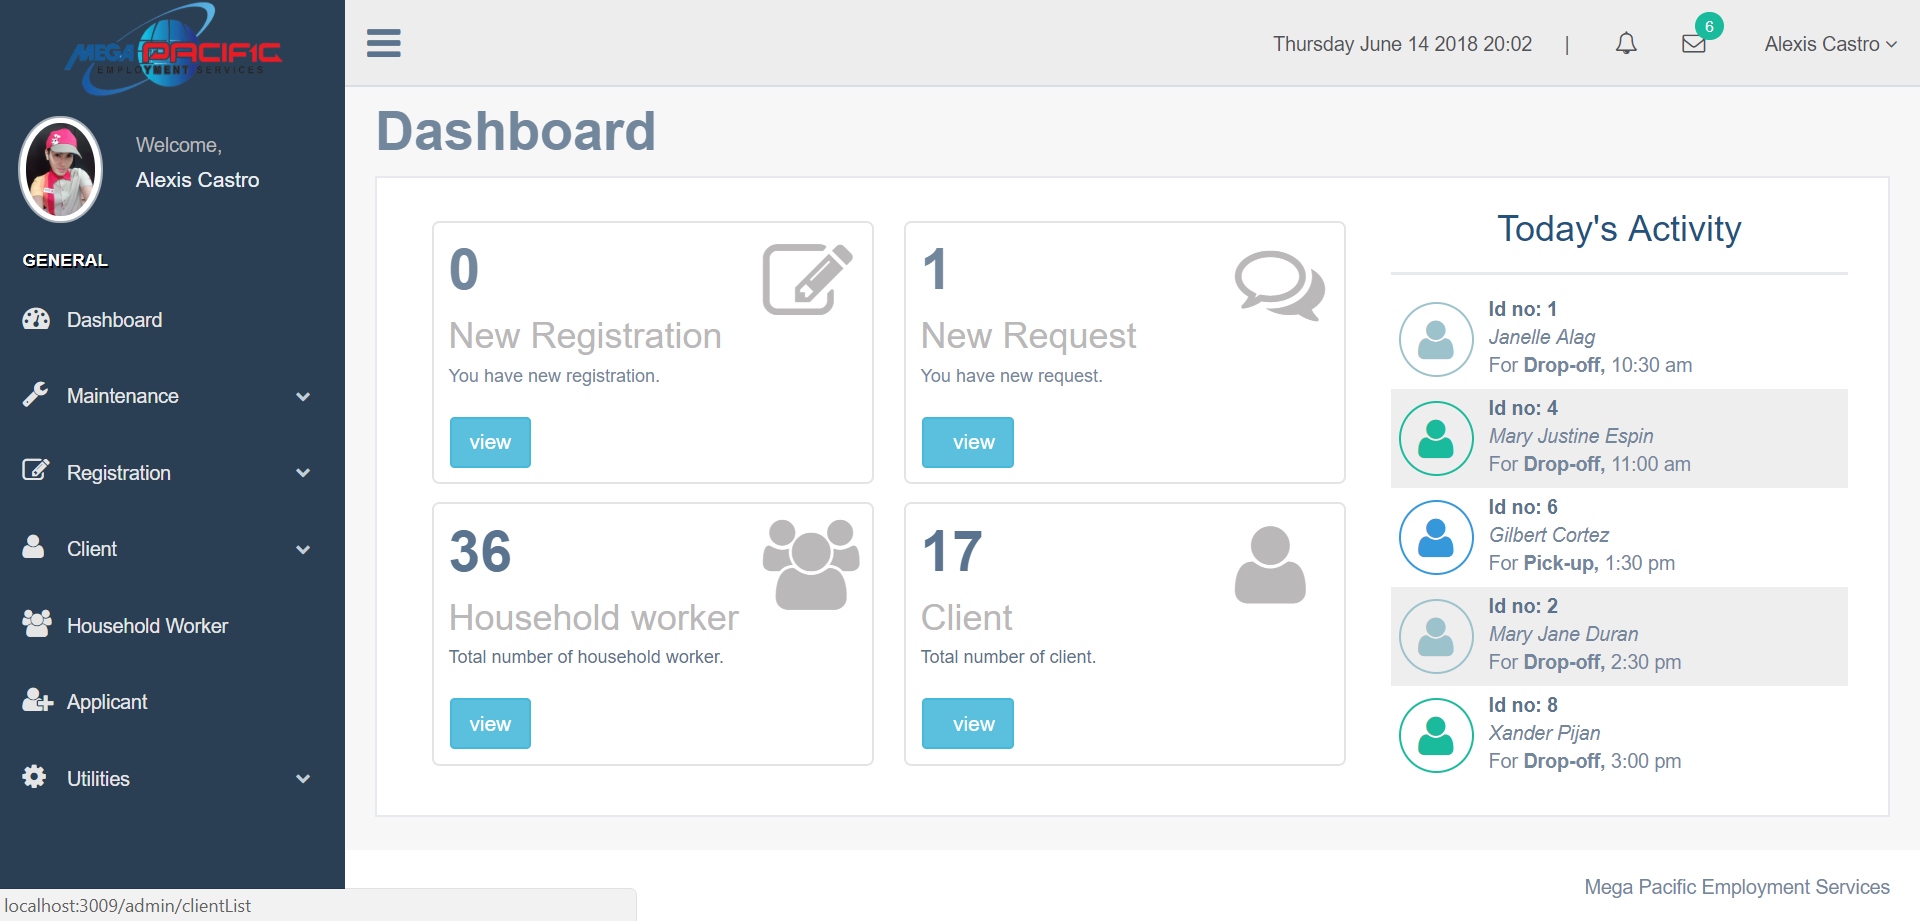 MEGA PACIFIC
EMPLOYMENT SERVICES
Thursday June 14 2018 20:02 |
6
Alexis Castro
Welcome,
Alexis Castro
GENERAL
Dashboard
Maintenance
Registration
Client
Household Worker
Applicant
Utilities
Dashboard
0
New Registration
You have new registration.
view
1
New Request
You have new request.
view
36
Household worker
Total number of household worker.
view
17
Client
Total number of client.
view
Today's Activity
Id no: 1
Janelle Alag
For Drop-off, 10:30 am
Id no: 4
Mary Justine Espin
For Drop-off, 11:00 am
Id no: 6
Gilbert Cortez
For Pick-up, 1:30 pm
Id no: 2
Mary Jane Duran
For Drop-off, 2:30 pm
Id no: 8
Xander Pijan
For Drop-off, 3:00 pm
Mega Pacific Employment Services
localhost:3009/admin/clientList